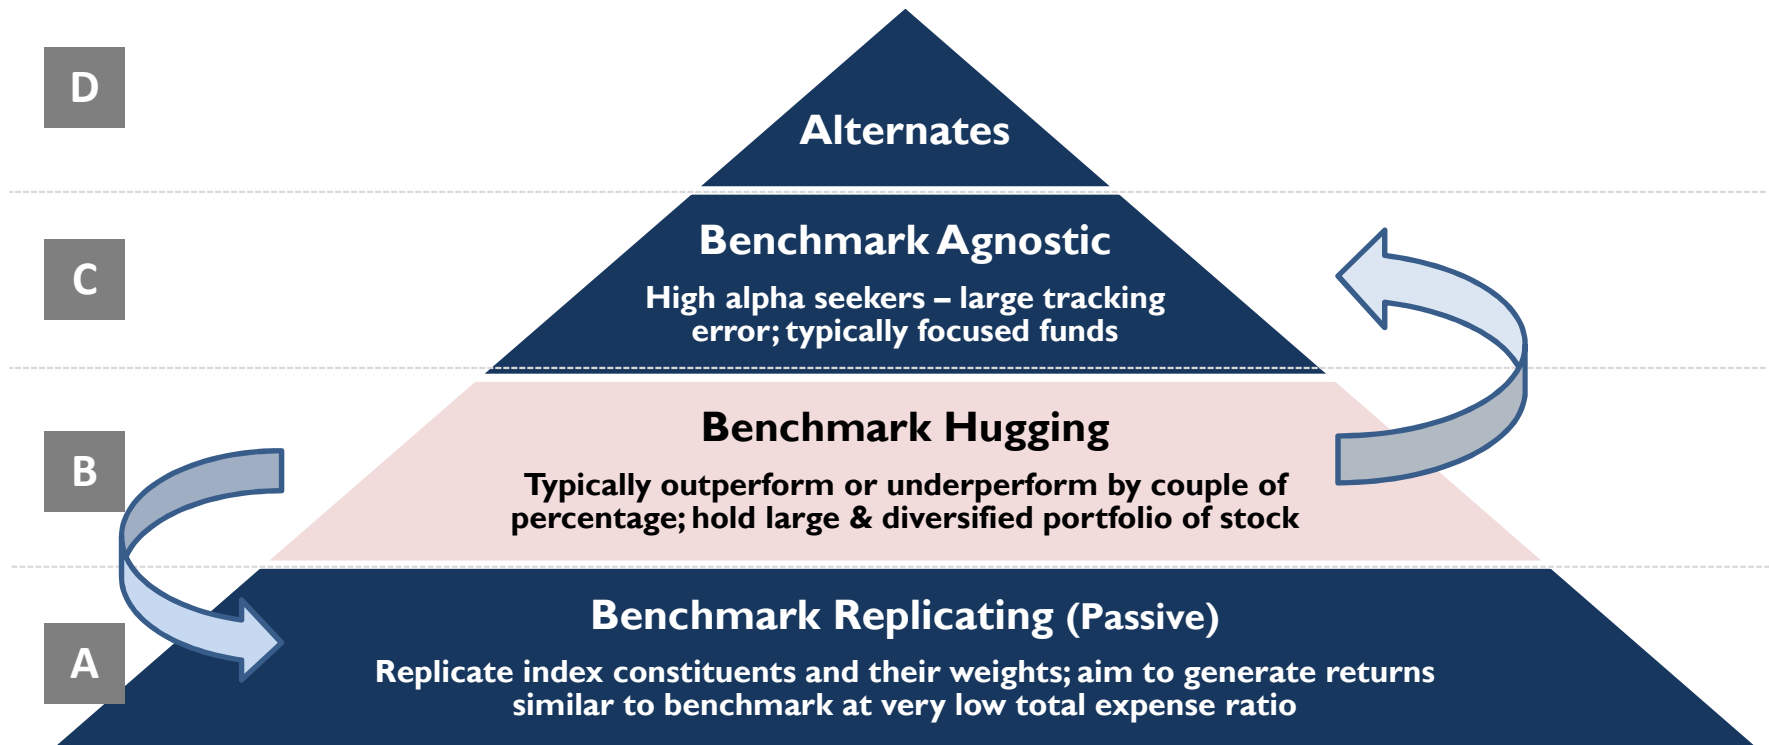 D
Alternates
C
Benchmark Agnostic
High alpha seekers – large tracking
error; typically focused funds
B
Benchmark Hugging
Typically outperform or underperform by couple of
percentage; hold large & diversified portfolio of stock
A
Benchmark Replicating (Passive)
Replicate index constituents and their weights; aim to generate returns
similar to benchmark at very low total expense ratio